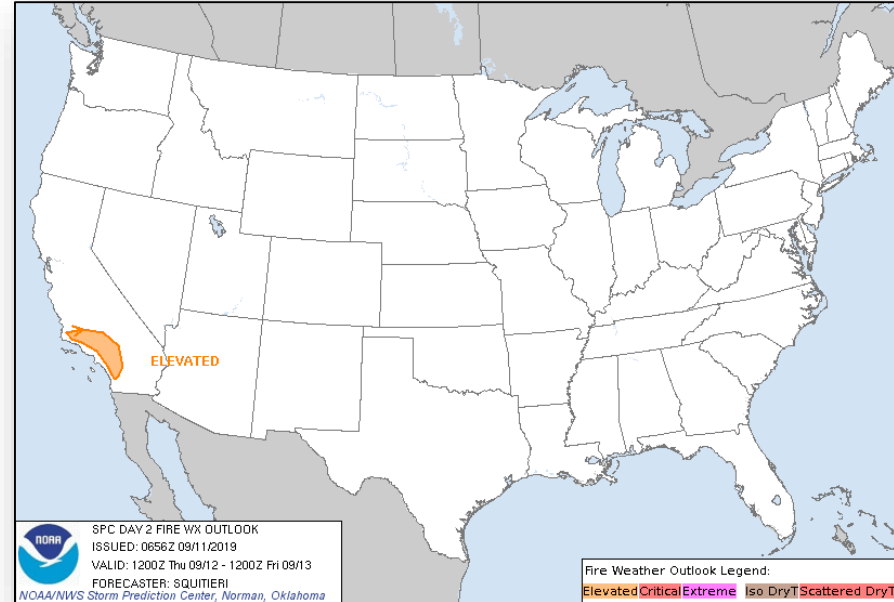 ELEVATED
NOAA
SPC DAY 2 FIRE WX OUTLOOK
ISSUED: 0656Z 09/11/2019
VALID: 1200Z Thu 09/12 - 1200Z Fri 09/13
FORECASTER: SQUITIERI
NOAA/NWS Storm Prediction Center, Norman, Oklahoma
Fire Weather Outlook Legend:
Elevated Critical Extreme Iso DryT Scattered DryT